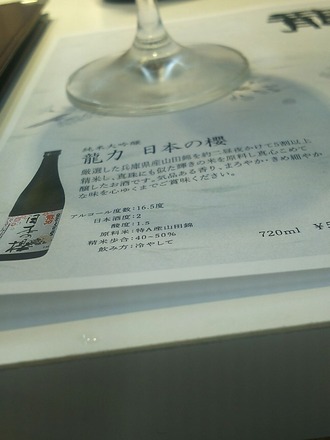 龍
純米大吟醸
龍力 日本の櫻
厳選した兵庫県産山田錦を約一昼夜かけて5割以上
精米し、真珠にも似た輝きの米を原料し真心こめて
醸したお酒です。気品ある香り、まろやか、きめ細やか
な味を心ゆくまでご賞味ください。
アルコール度数:16.5度
日本酒度:2
酸度:1.5
原料米:特A産山田錦
精米歩合:40-50%
飲み方:冷やして
720ml ¥5
日本の櫻